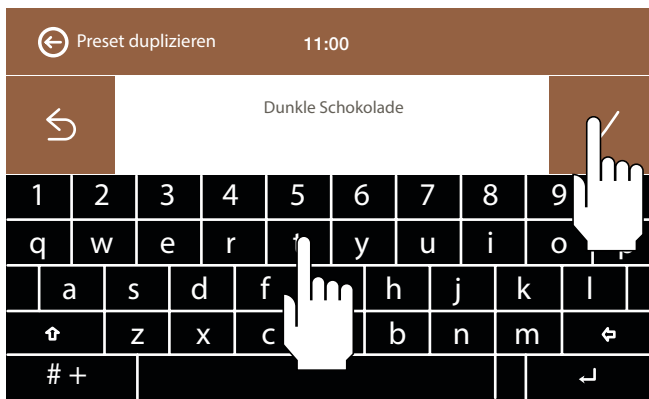 Preset duplizieren 11:00
Dunkle Schokolade
1 2 3 4 5 6 7 8 9
q w e r t y u i o p
a s d f h j k l
z x c b n m
# +